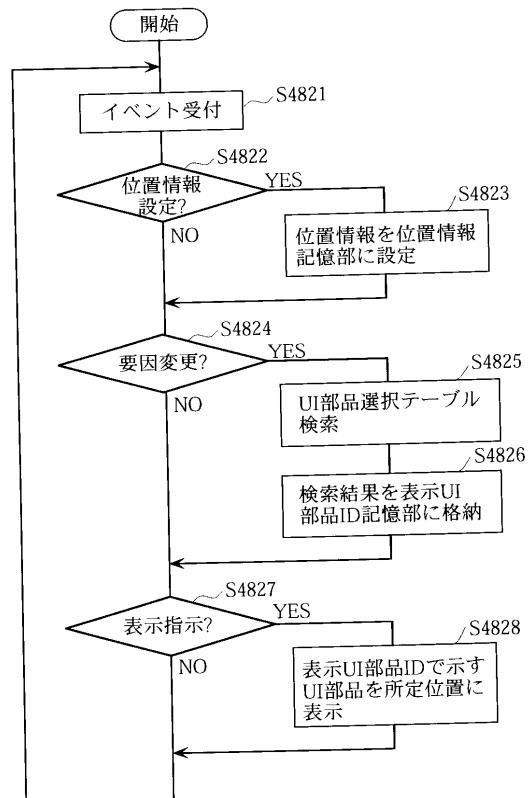 開始
イベント受付
S4821
位置情報
設定?
S4822
YES
NO
S4823
位置情報を位置情報
記憶部に設定
S4824
要因変更?
YES
NO
S4825
UI部品選択テーブル
検索
S4826
検索結果を表示UI
部品ID記憶部に格納
S4827
表示指示?
YES
NO
S4828
表示UI部品IDで示す
UI部品を所定位置に
表示